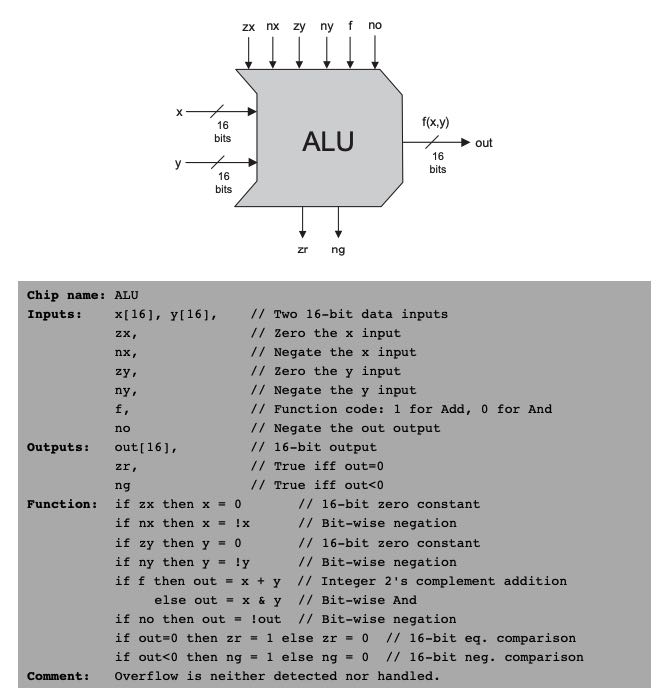 zx nx zy ny f no
x
16
bits
ALU
f(x,y)
out
16
bits
y
16
bits
zr ng
Chip name: ALU
Inputs: x[16], y[16], // Two 16-bit data inputs
zx, // Zero the x input
nx, // Negate the x input
zy, // Zero the y input
ny, // Negate the y input
f, // Function code: 1 for Add, 0 for And
no // Negate the out output
Outputs: out[16], // 16-bit output
zr, // True iff out=0
ng // True iff out<0
Function: if zx then x = 0 // 16-bit zero constant
if nx then x = !x // Bit-wise negation
if zy then y = 0 // 16-bit zero constant
if ny then y = !y // Bit-wise negation
if f then out = x + y // Integer 2's complement addition
else out = x & y // Bit-wise And
if no then out = !out // Bit-wise negation
if out=0 then zr = 1 else zr = 0 // 16-bit eq. comparison
if out<0 then ng = 1 else ng = 0 // 16-bit neg. comparison
Comment: Overflow is neither detected nor handled.